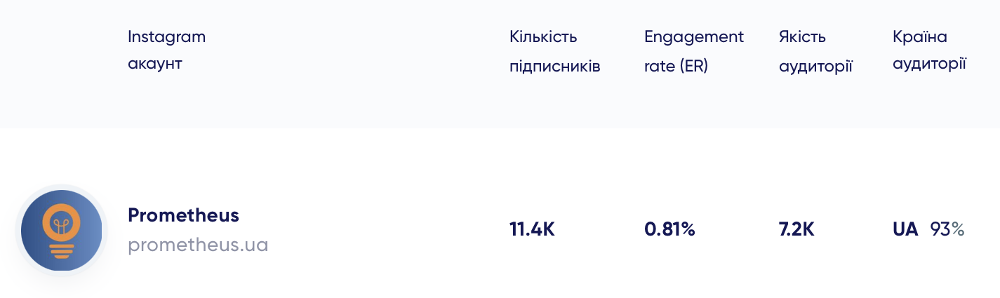 Instagram
акаунт
Кількість
підписників
Engagement
rate (ER)
Якість
аудиторії
Країна
аудиторії
Prometheus
prometheus.ua
11.4K
0.81%
7.2K
UA 93%